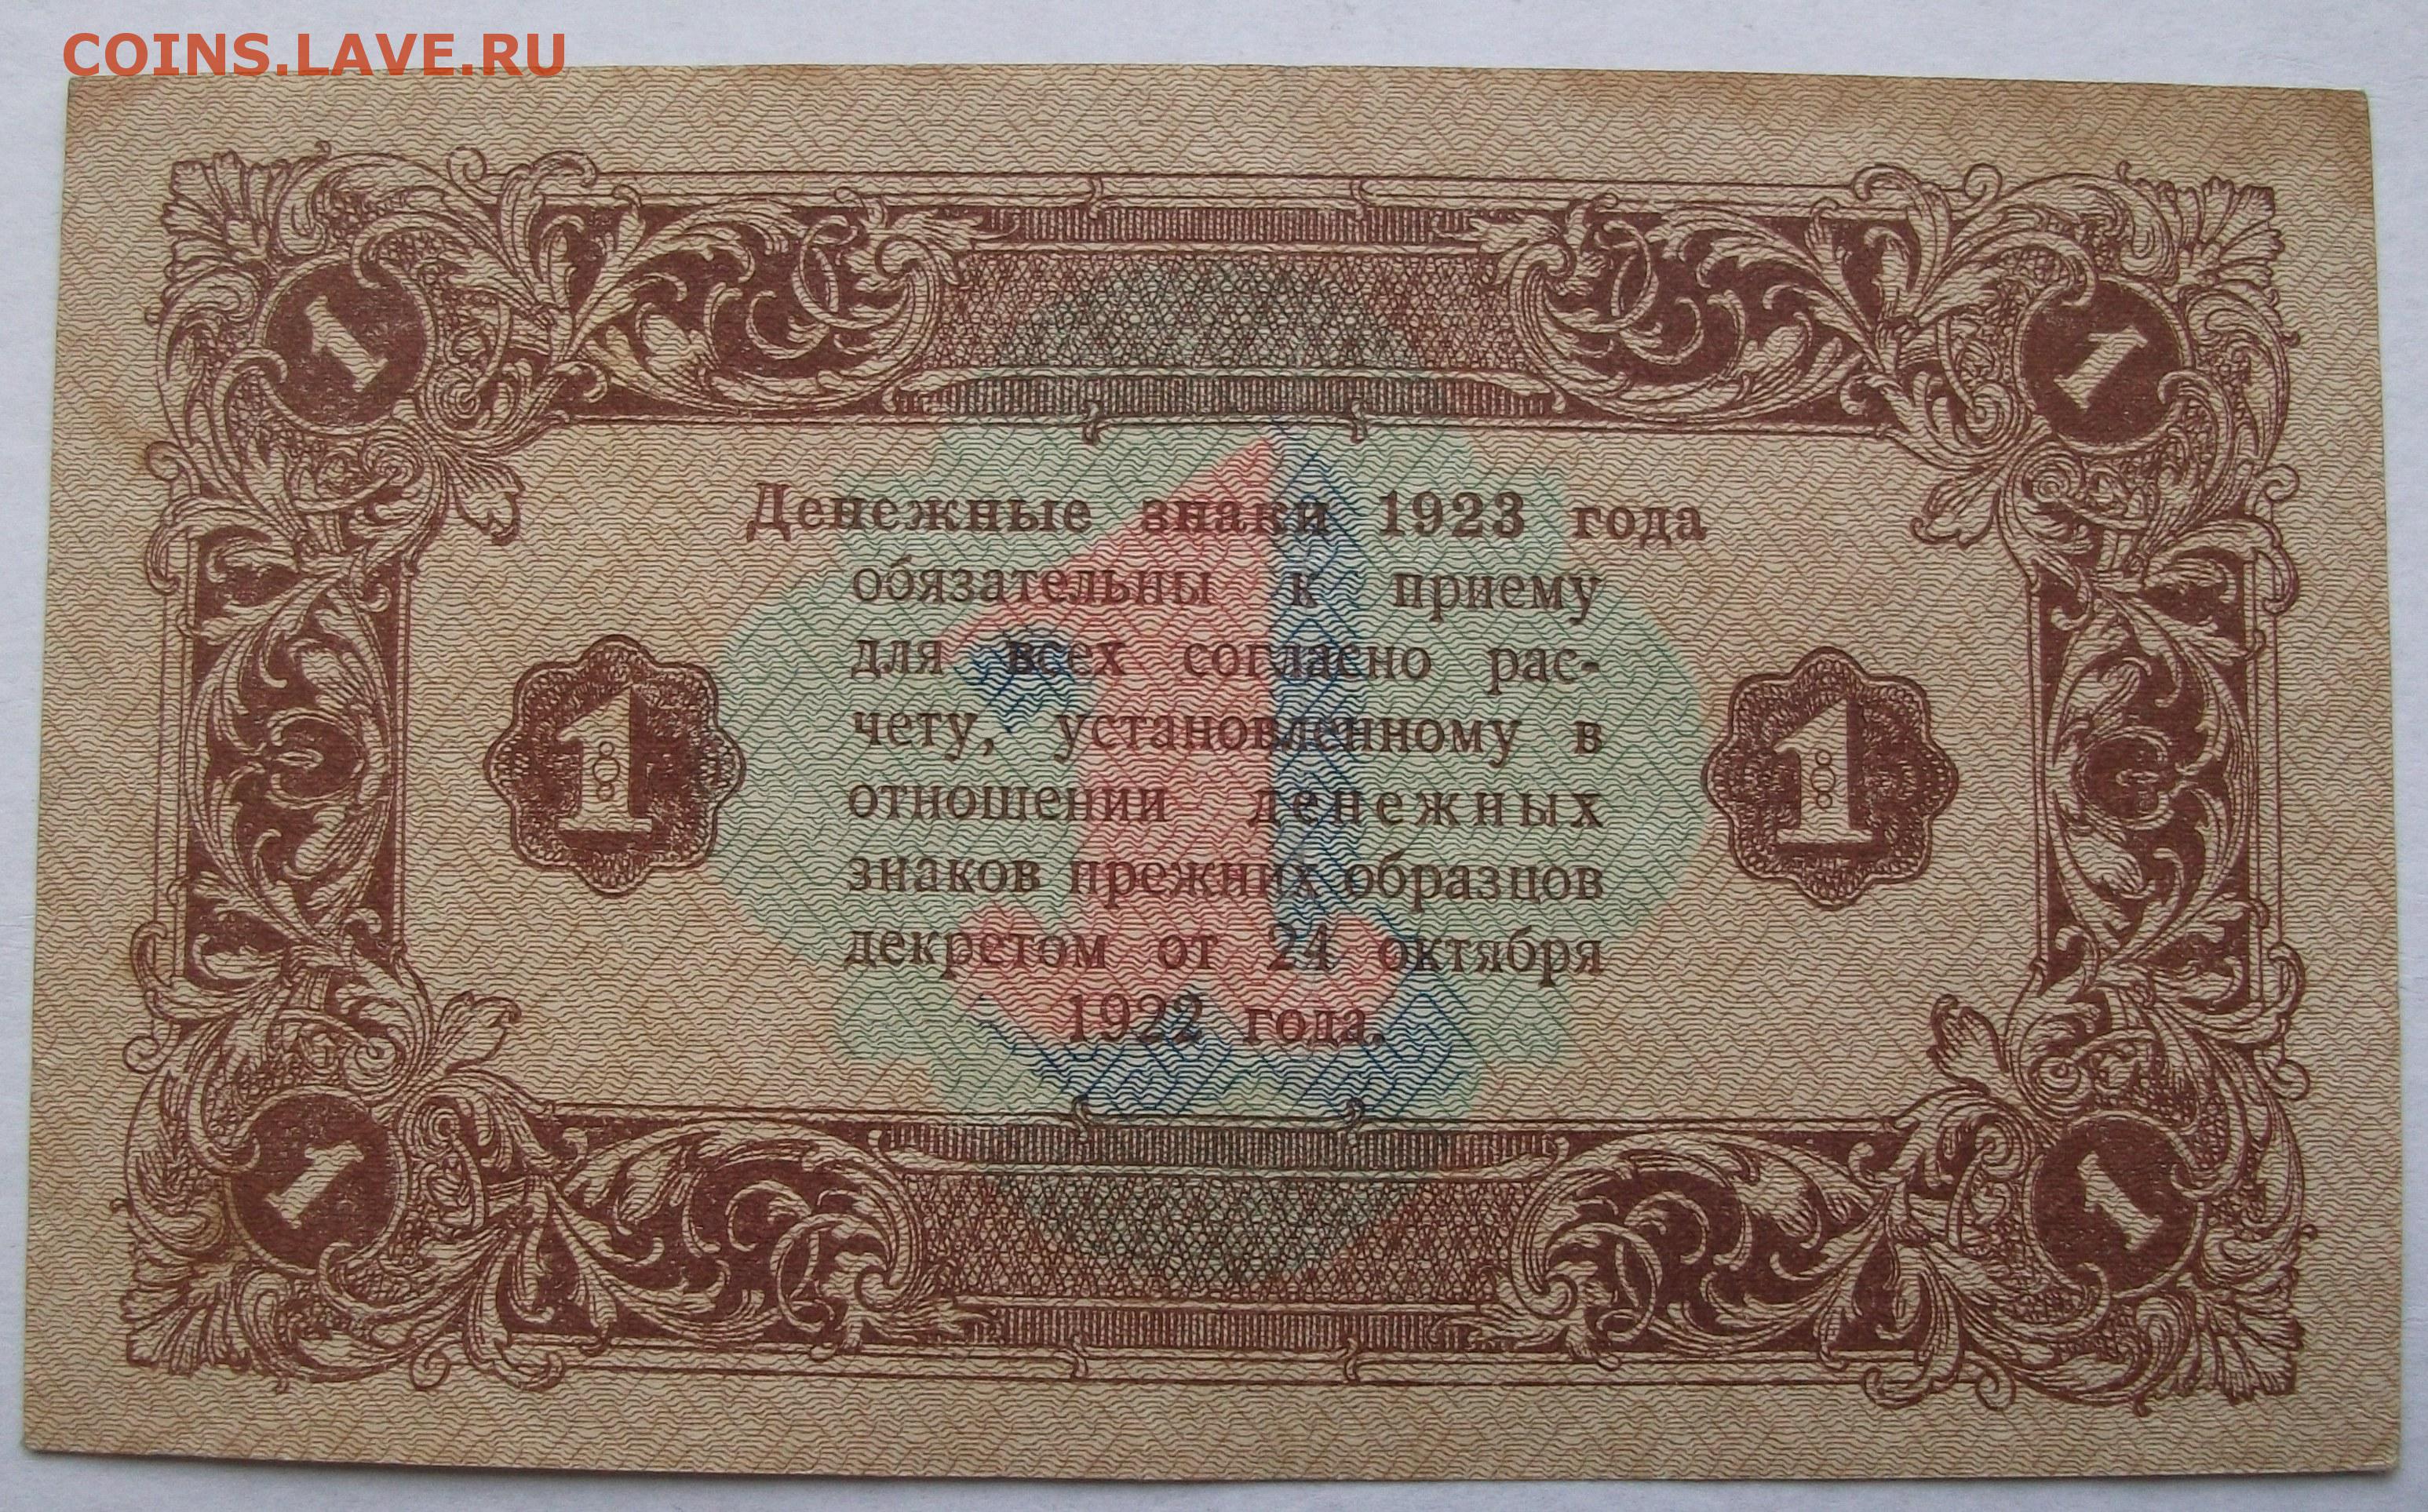 COINS.LAVE.RU
1 1
Денежные знаки 1923 года
обязательны к приему
для всех согласно рас-
чету, установленному в
1 1 1
отношении денежных
знаков прежних образцов
декретом от 24 октября
1922 года.
1 1